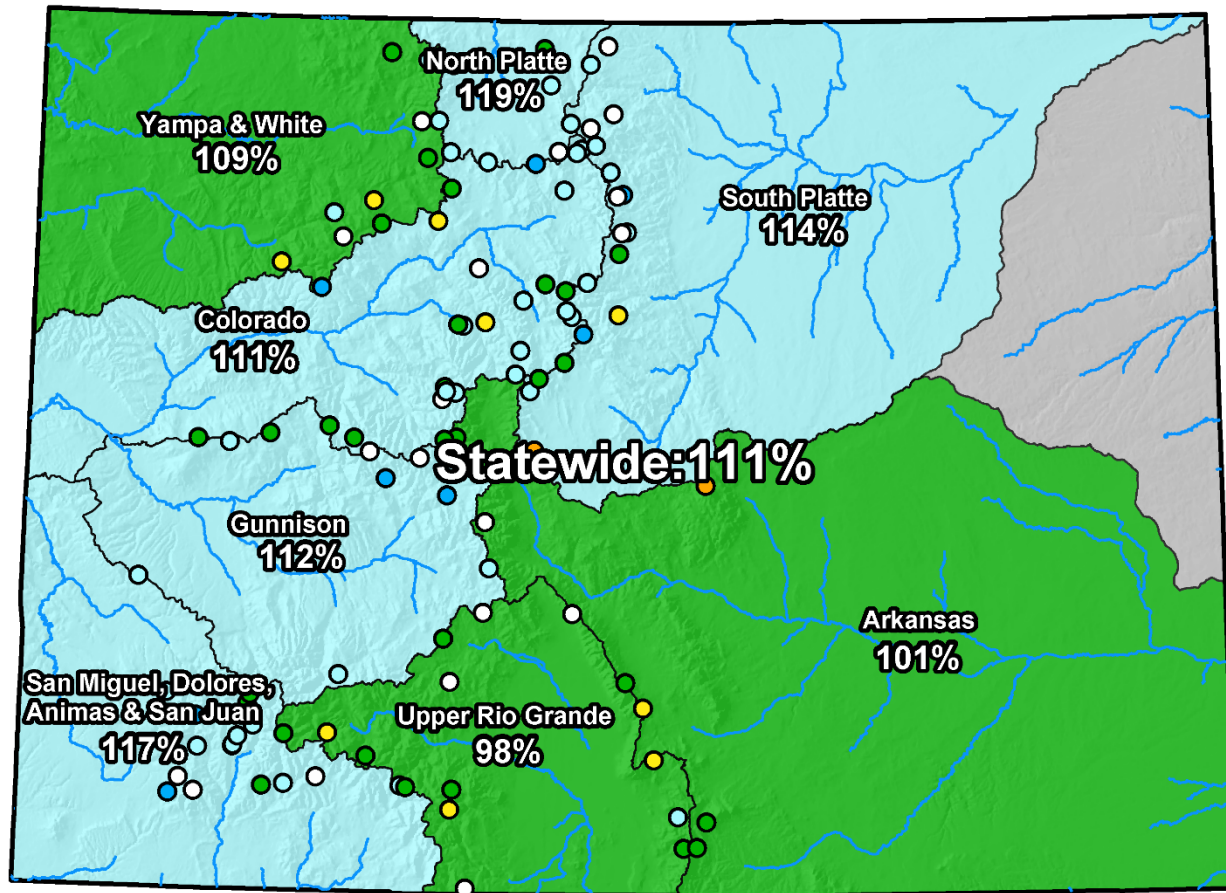 North Platte
119%
Yampa & White
109%
South Platte
114%
Colorado
111%
Statewide:111%
Gunnison
112%
Arkansas
101%
San Miguel, Dolores,
Animas & San Juan
117%
Upper Rio Grande
98%